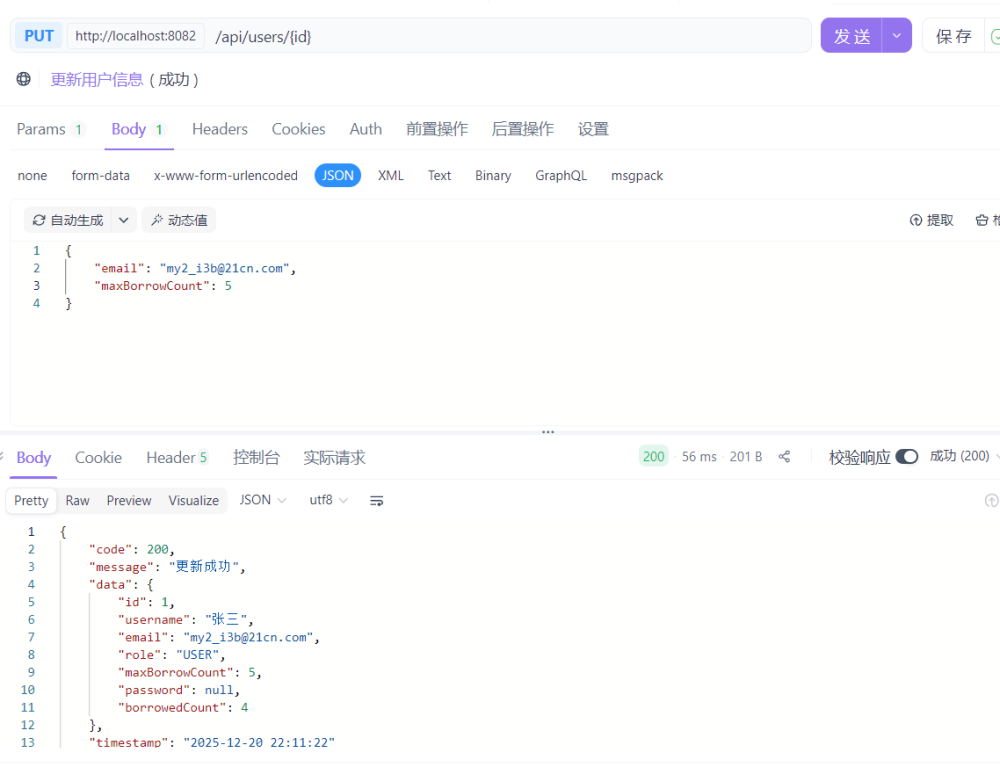 PUT http://localhost:8082 /api/users/{id} 发 送 保 存
更新用户信息 ( 成功 )
Params 1 Body 1 Headers Cookies Auth 前置操作 后置操作 设置
none form-data x-www-form-urlencoded JSON XML Text Binary GraphQL msgpack
自动生成 动态值 提取
1 {
2 "email": "my2_i3b@21cn.com",
3 "maxBorrowCount": 5
4 }
Body Cookie Header 5 控制台 实际请求 200 · 56 ms · 201 B 校验响应 成功 (200)
Pretty Raw Preview Visualize JSON utf8
1 {
2 "code": 200,
3 "message": "更新成功",
4 "data": {
5 "id": 1,
6 "username": "张三",
7 "email": "my2_i3b@21cn.com",
8 "role": "USER",
9 "maxBorrowCount": 5,
10 "password": null,
11 "borrowedCount": 4
12 },
13 "timestamp": "2025-12-20 22:11:22"